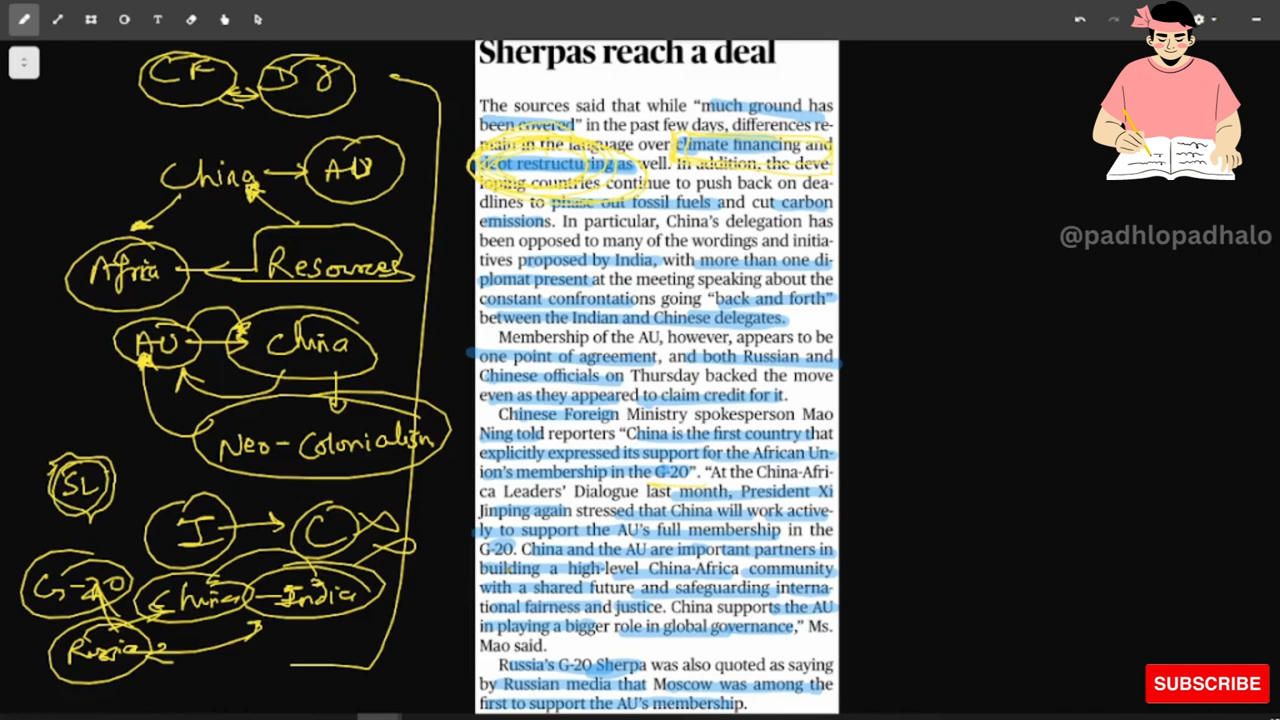 Sherpas reach a deal
The sources said that while “much ground has
been covered” in the past few days, differences re-
main in the language over climate financing and
debt restructuring as well. In addition, the deve-
loping countries continue to push back on dea-
dlines to phase out fossil fuels and cut carbon
emissions. In particular, China’s delegation has
been opposed to many of the wordings and initia-
tives proposed by India, with more than one di-
plomat present at the meeting speaking about the
constant confrontations going “back and forth”
between the Indian and Chinese delegates.
Membership of the AU, however, appears to be
one point of agreement, and both Russian and
Chinese officials on Thursday backed the move
even as they appeared to claim credit for it.
Chinese Foreign Ministry spokesperson Mao
Ning told reporters “China is the first country that
explicitly expressed its support for the African Un-
ion’s membership in the G-20”. “At the China-Afri-
ca Leaders’ Dialogue last month, President Xi
Jinping again stressed that China will work active-
ly to support the AU’s full membership in the
G-20. China and the AU are important partners in
building a high-level China-Africa community
with a shared future and safeguarding interna-
tional fairness and justice. China supports the AU
in playing a bigger role in global governance,” Ms.
Mao said.
Russia’s G-20 Sherpa was also quoted as saying
by Russian media that Moscow was among the
first to support the AU’s membership.
CF
China
AU
Africa
Resources
AU
China
Neo-Colonialism
SL
I
C
G-20
China
India
Russia
T
@padhlopadhalo
SUBSCRIBE